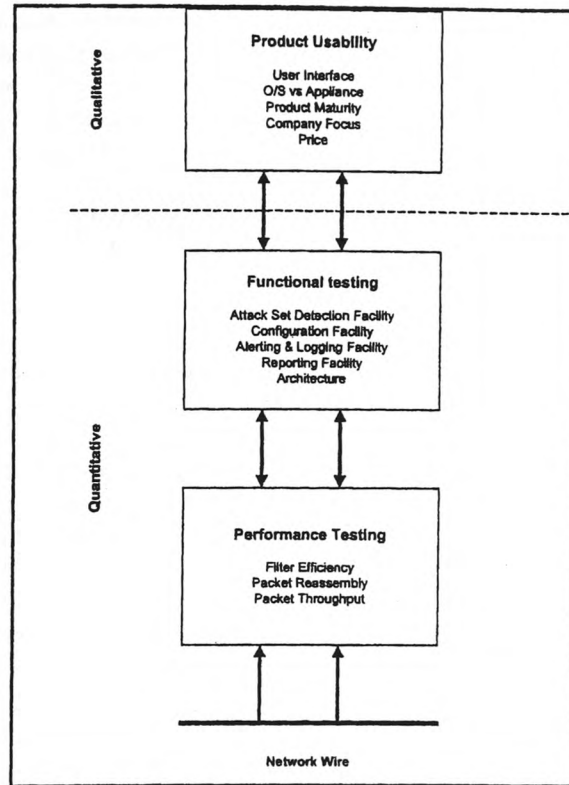 Qualitative
Product Usability
User Interface
O/S vs Appliance
Product Maturity
Company Focus
Price
Quantitative
Functional testing
Attack Set Detection Facility
Configuration Facility
Alerting & Logging Facility
Reporting Facility
Architecture
Performance Testing
Filter Efficiency
Packet Reassembly
Packet Throughput
Network Wire